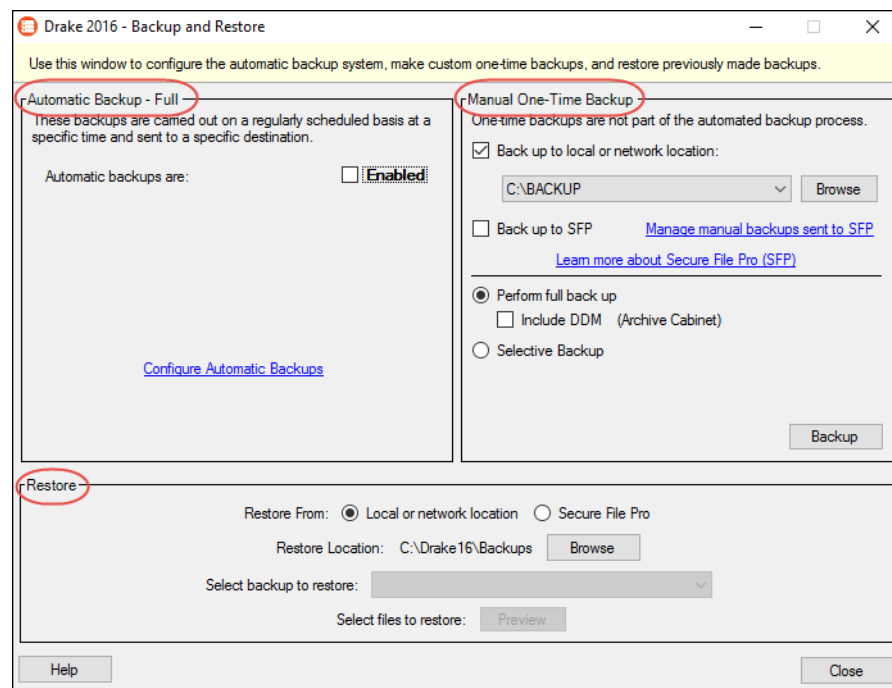 Drake 2016 - Backup and Restore
Use this window to configure the automatic backup system, make custom one-time backups, and restore previously made backups.
Automatic Backup - Full
These backups are carried out on a regularly scheduled basis at a
specific time and sent to a specific destination.
Automatic backups are:
Enabled
Configure Automatic Backups
Manual One-Time Backup
One-time backups are not part of the automated backup process.
Back up to local or network location:
C:\BACKUP
Browse
Back up to SFP
Manage manual backups sent to SFP
Learn more about Secure File Pro (SFP)
Perform full back up
Include DDM (Archive Cabinet)
Selective Backup
Backup
Restore
Restore From: Local or network location Secure File Pro
Restore Location: C:\Drake16\Backups Browse
Select backup to restore:
Select files to restore: Preview
Help
Close